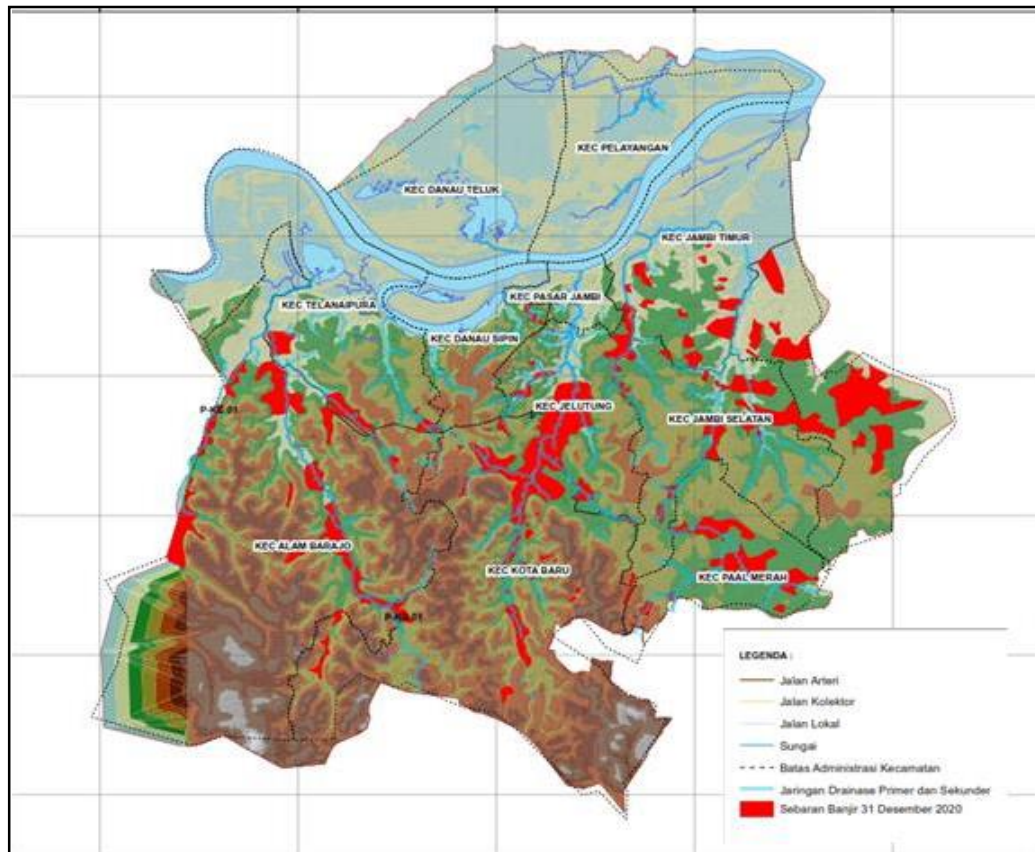 KEC PELAYANGAN
KEC DANAU TELUK
KEC JAMBI TIMUR
KEC PASAR JAMBI
KEC TELANAIPURA
KEC DANAU SIPIN
KEC JELUTUNG
KEC JAMBI SELATAN
KEC ALAM BARAJO
KEC KOTA BARU
KEC PAAL MERAH
LEGENDA :
Jalan Arteri
Jalan Kolektor
Jalan Lokal
Sungai
Batas Administrasi Kecamatan
Jaringan Drainase Primer dan Sekunder
Sebaran Banjir 31 Desember 2020